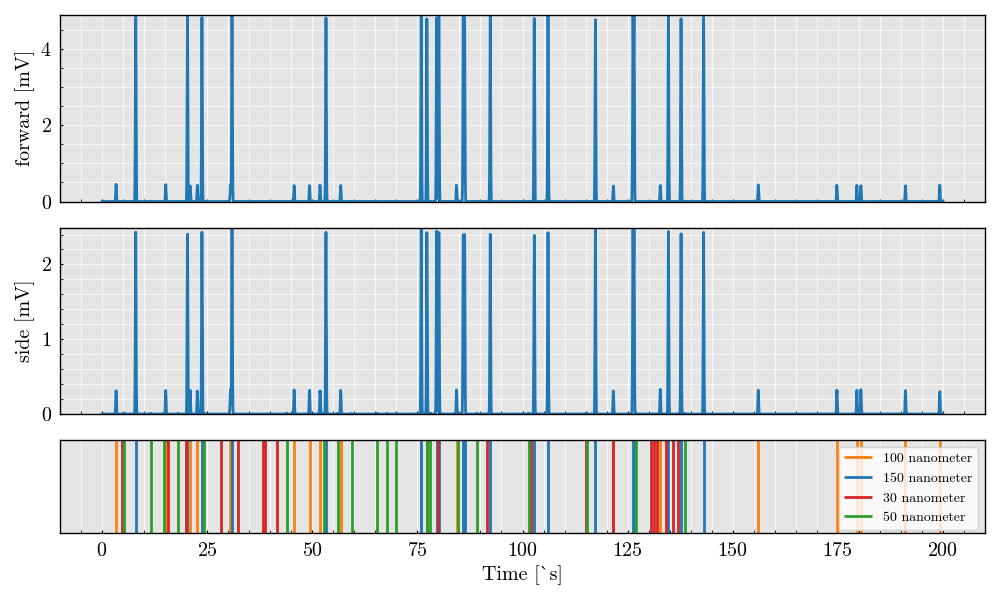 forward [mV]
4
2
0
side [mV]
2
1
0
100 nanometer
150 nanometer
30 nanometer
50 nanometer
0 25 50 75 100 125 150 175 200
Time [`s]